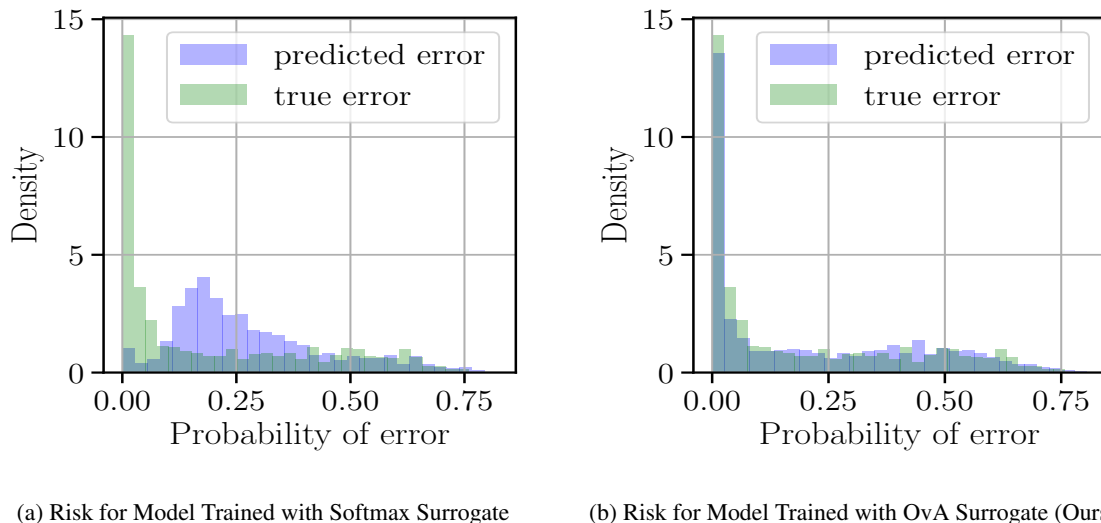 15
10
5
0
Density
predicted error
true error
0.00 0.25 0.50 0.75
Probability of error
(a) Risk for Model Trained with Softmax Surrogate
15
10
5
0
Density
predicted error
true error
0.00 0.25 0.50 0.75
Probability of error
(b) Risk for Model Trained with OvA Surrogate (Ours